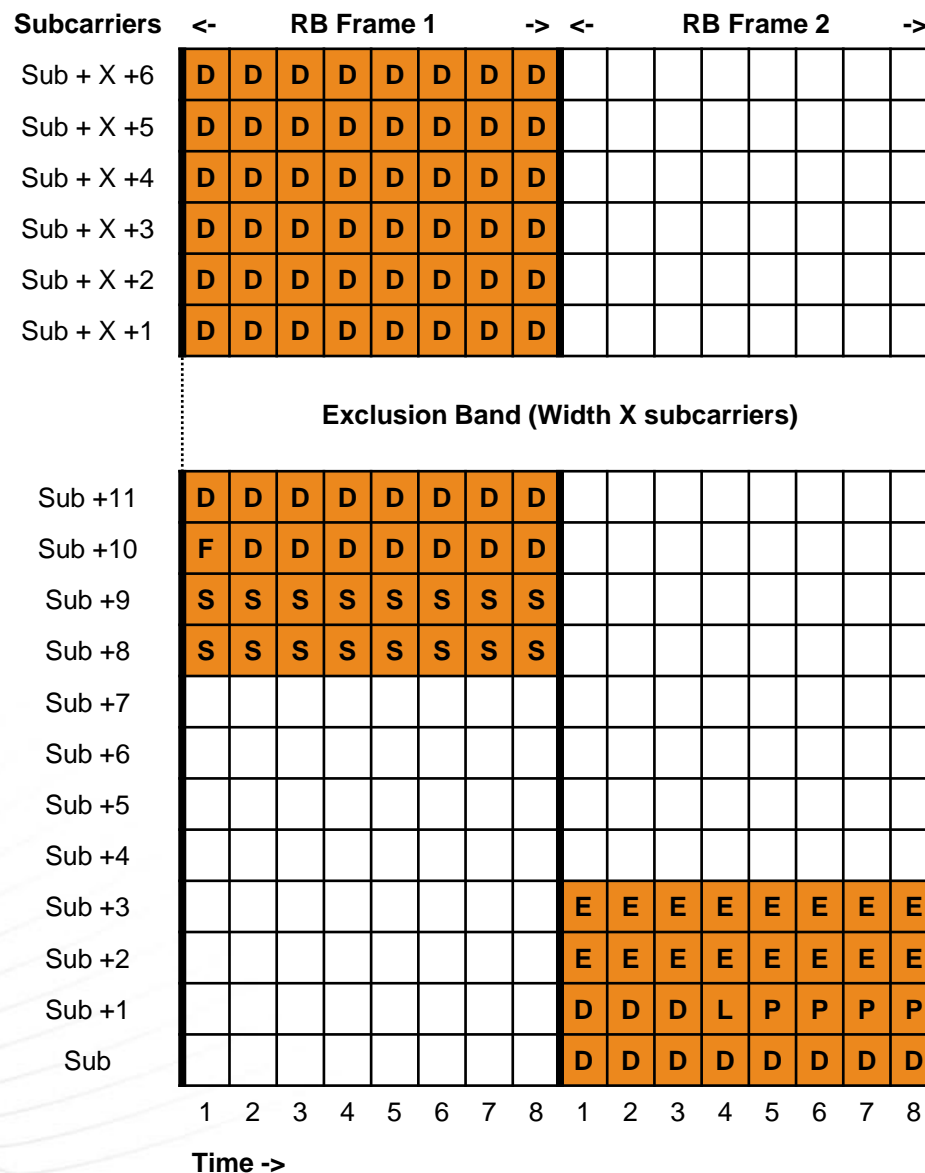 Subcarriers <- RB Frame 1 -> <- RB Frame 2 ->
Sub + X +6 D D D D D D D D
Sub + X +5 D D D D D D D D
Sub + X +4 D D D D D D D D
Sub + X +3 D D D D D D D D
Sub + X +2 D D D D D D D D
Sub + X +1 D D D D D D D D
Exclusion Band (Width X subcarriers)
Sub +11 D D D D D D D D
Sub +10 F D D D D D D D
Sub +9 S S S S S S S S
Sub +8 S S S S S S S S
Sub +7
Sub +6
Sub +5
Sub +4
Sub +3 E E E E E E E E
Sub +2 E E E E E E E E
Sub +1 D D D L P P P P
Sub D D D D D D D D
1 2 3 4 5 6 7 8 1 2 3 4 5 6 7 8
Time ->